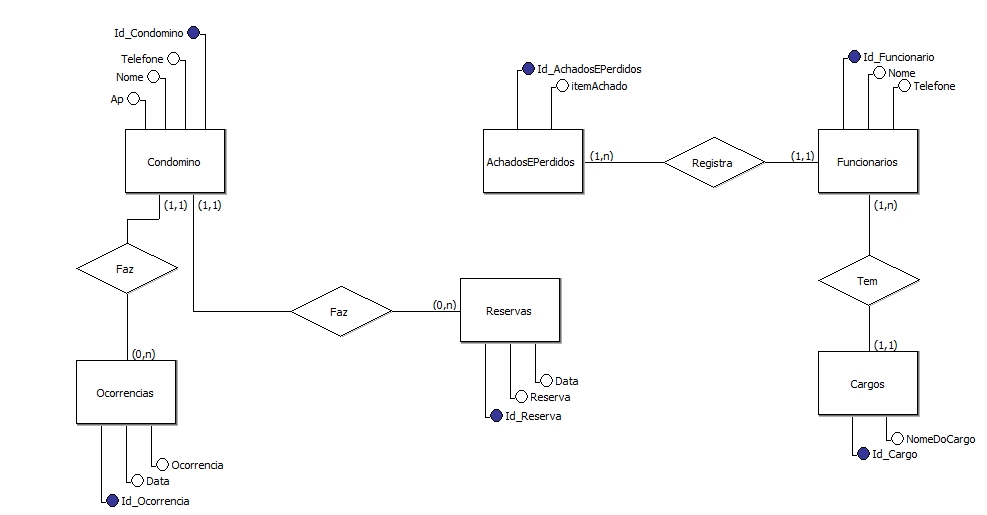 Id_Condomino
Telefone
Nome
Ap
Condomino
(1,1)
(1,1)
Faz
(0,n)
Ocorrencias
Ocorrencia
Data
Id_Ocorrencia
Faz
(0,n)
Reservas
Data
Reserva
Id_Reserva
Id_AchadosEPerdidos
itemAchado
AchadosEPerdidos
(1,n)
Registra
(1,1)
Id_Funcionario
Nome
Telefone
Funcionarios
(1,n)
Tem
(1,1)
Cargos
NomeDoCargo
Id_Cargo